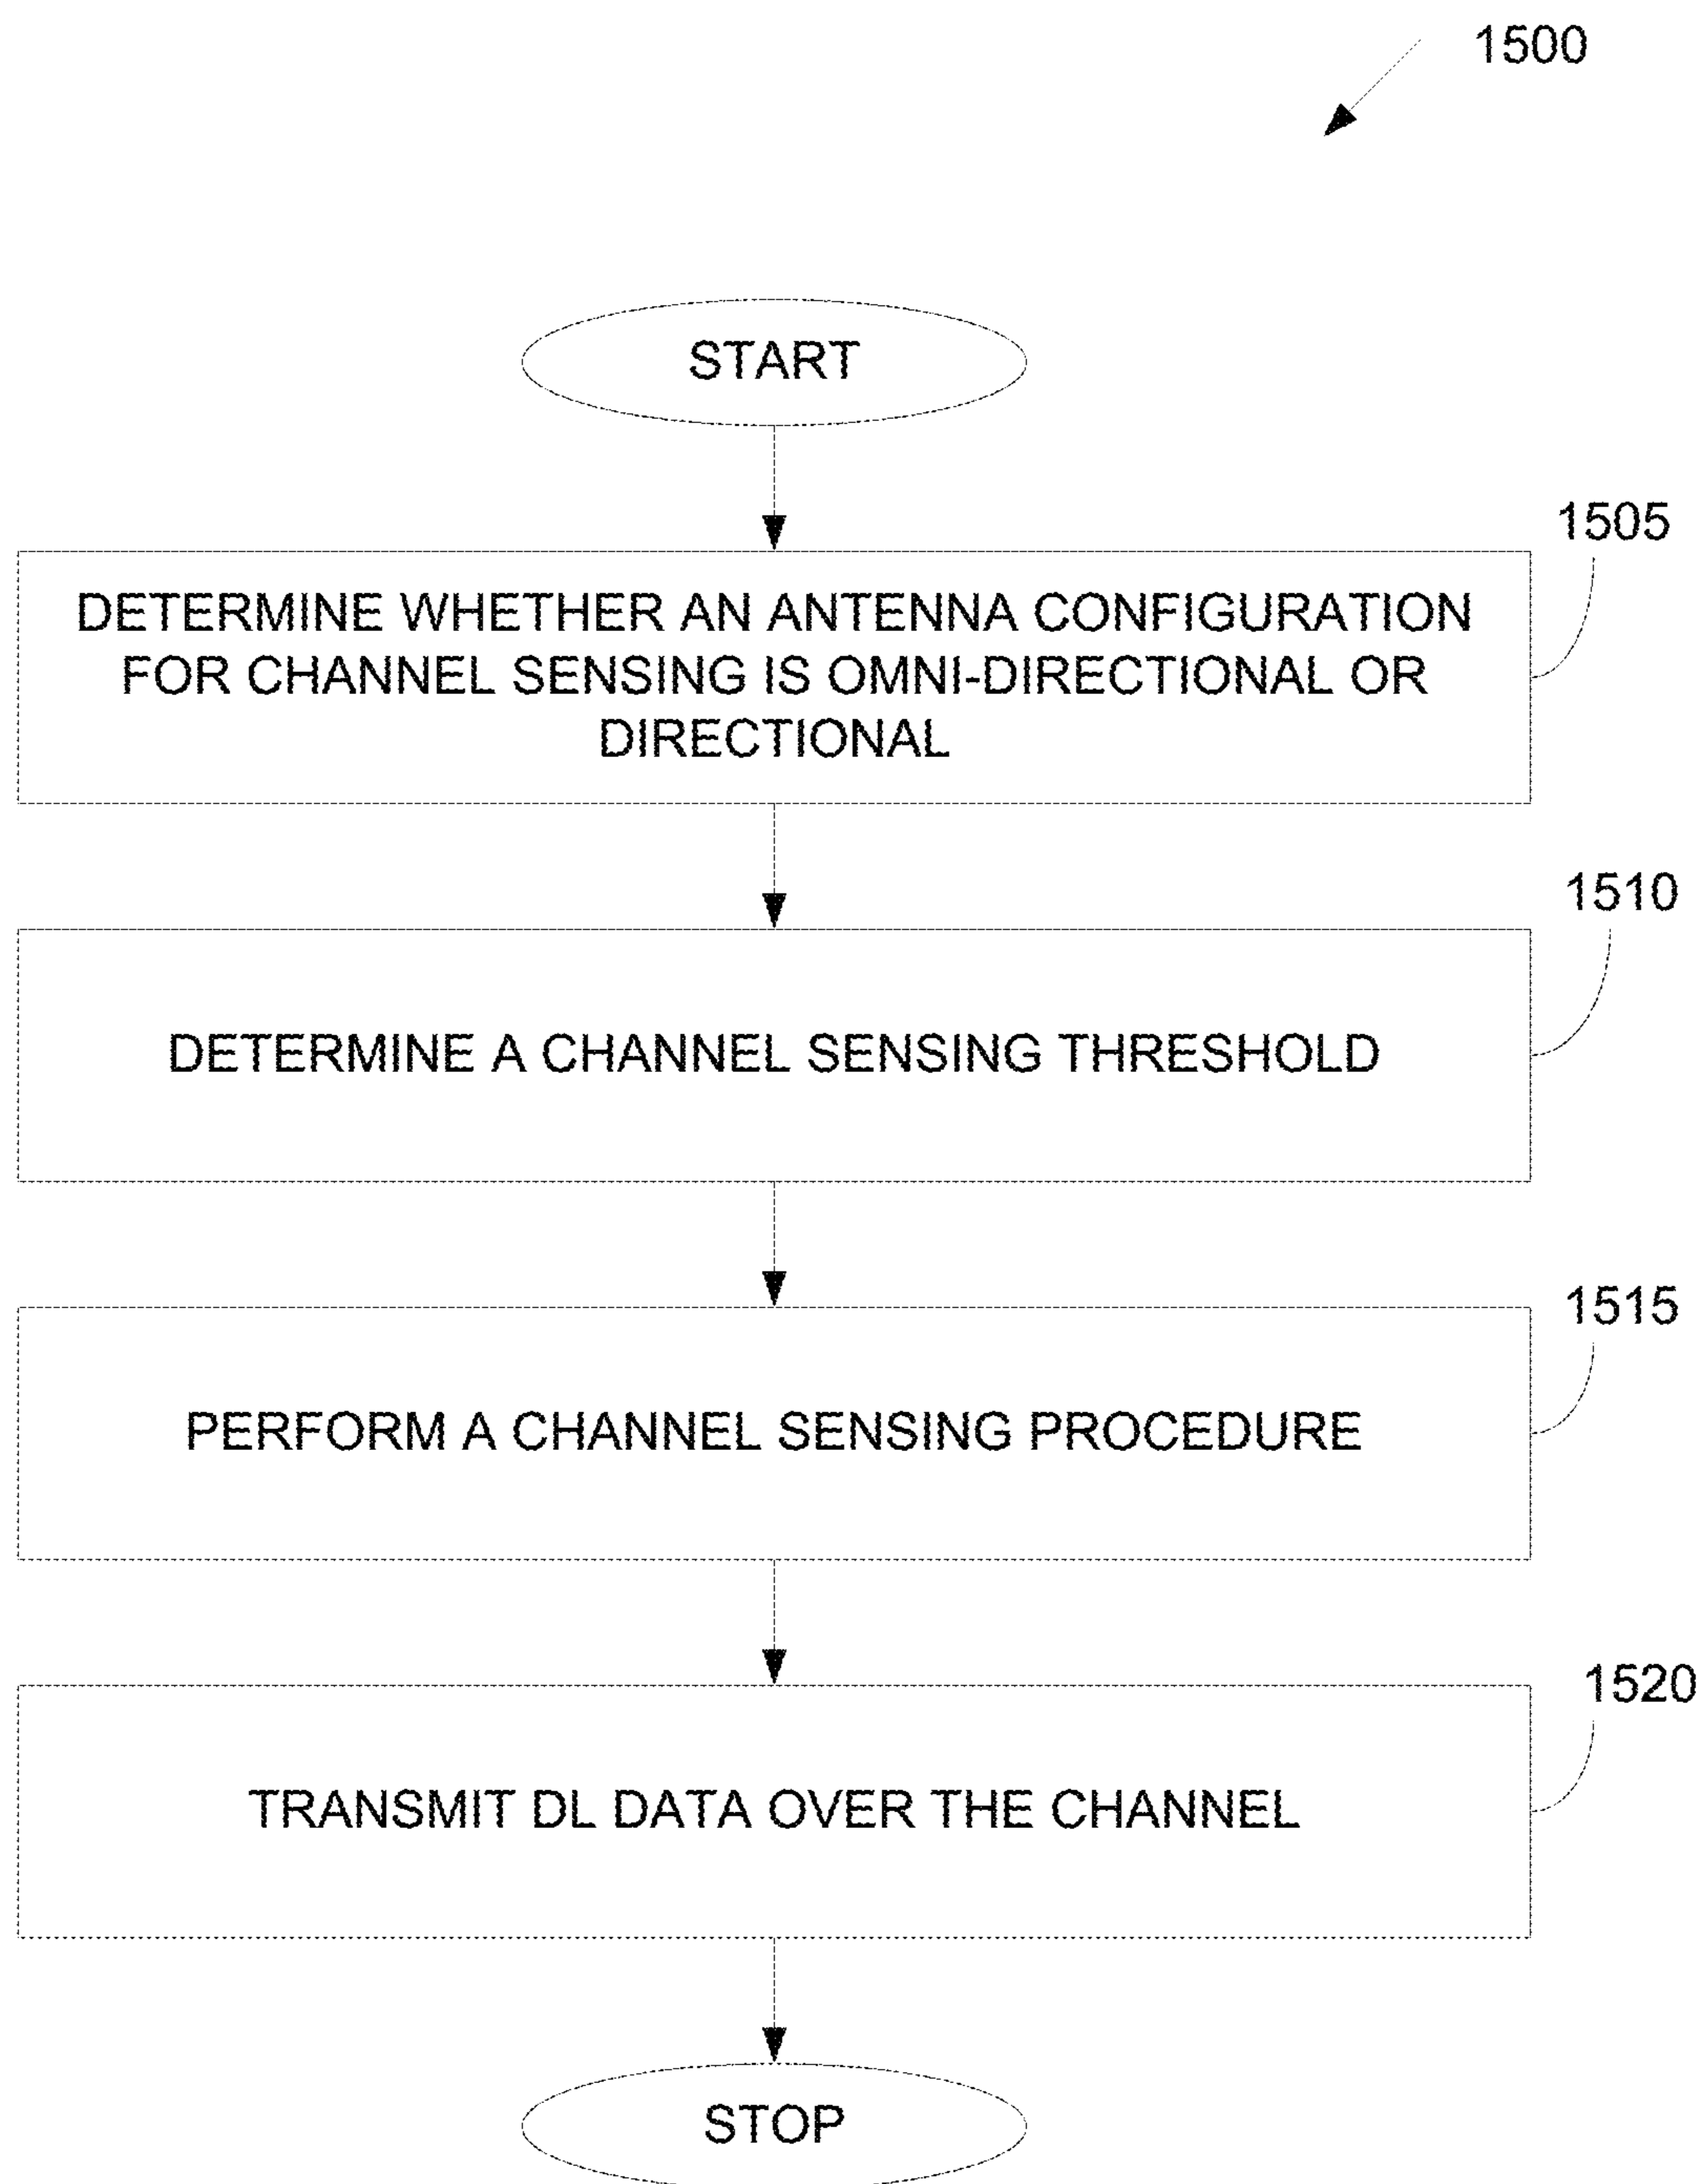 1500
START
1505
DETERMINE WHETHER AN ANTENNA CONFIGURATION
FOR CHANNEL SENSING IS OMNI-DIRECTIONAL OR
DIRECTIONAL
1510
DETERMINE A CHANNEL SENSING THRESHOLD
1515
PERFORM A CHANNEL SENSING PROCEDURE
1520
TRANSMIT DL DATA OVER THE CHANNEL
STOP